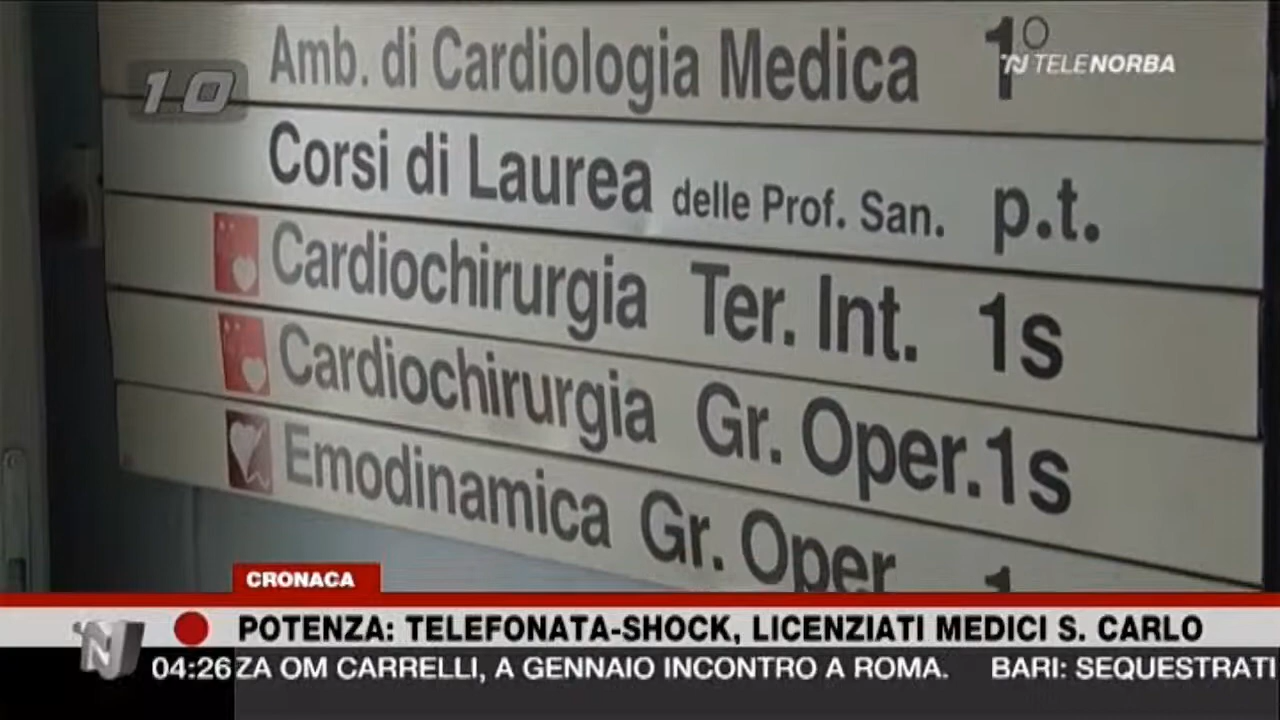 Amb. di Cardiologia Medica 1°
10
TELENORBA
Corsi di Laurea delle Prof. San. p.t.
Cardiochirurgia Ter. Int. 1s
Cardiochirurgia Gr. Oper. 1s
Emodinamica Gr. Oper
CRONACA
POTENZA: TELEFONATA-SHOCK, LICENZIATI MEDICI S. CARLO
04:26 ZA OM CARRELLI, A GENNAIO INCONTRO A ROMA. BARI: SEQUESTRATI